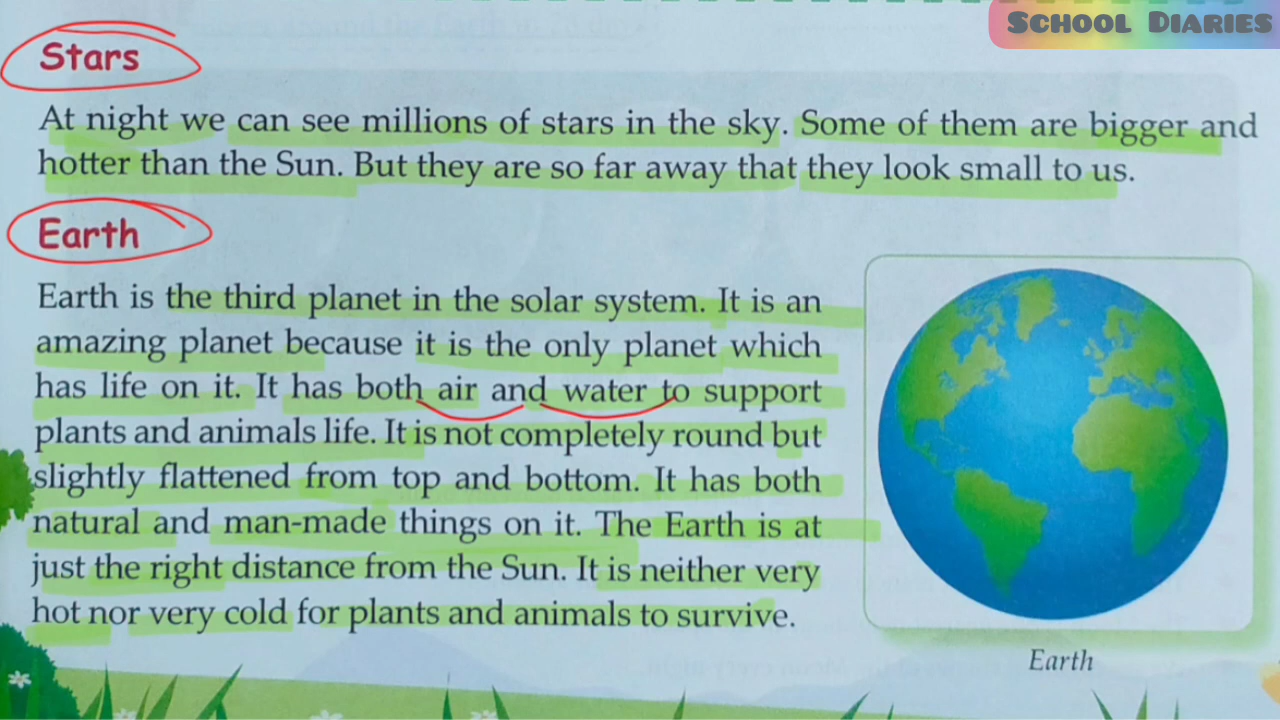 School Diaries
Stars
At night we can see millions of stars in the sky. Some of them are bigger and
hotter than the Sun. But they are so far away that they look small to us.
Earth
Earth is the third planet in the solar system. It is an
amazing planet because it is the only planet which
has life on it. It has both air and water to support
plants and animals life. It is not completely round but
slightly flattened from top and bottom. It has both
natural and man-made things on it. The Earth is at
just the right distance from the Sun. It is neither very
hot nor very cold for plants and animals to survive.
Earth